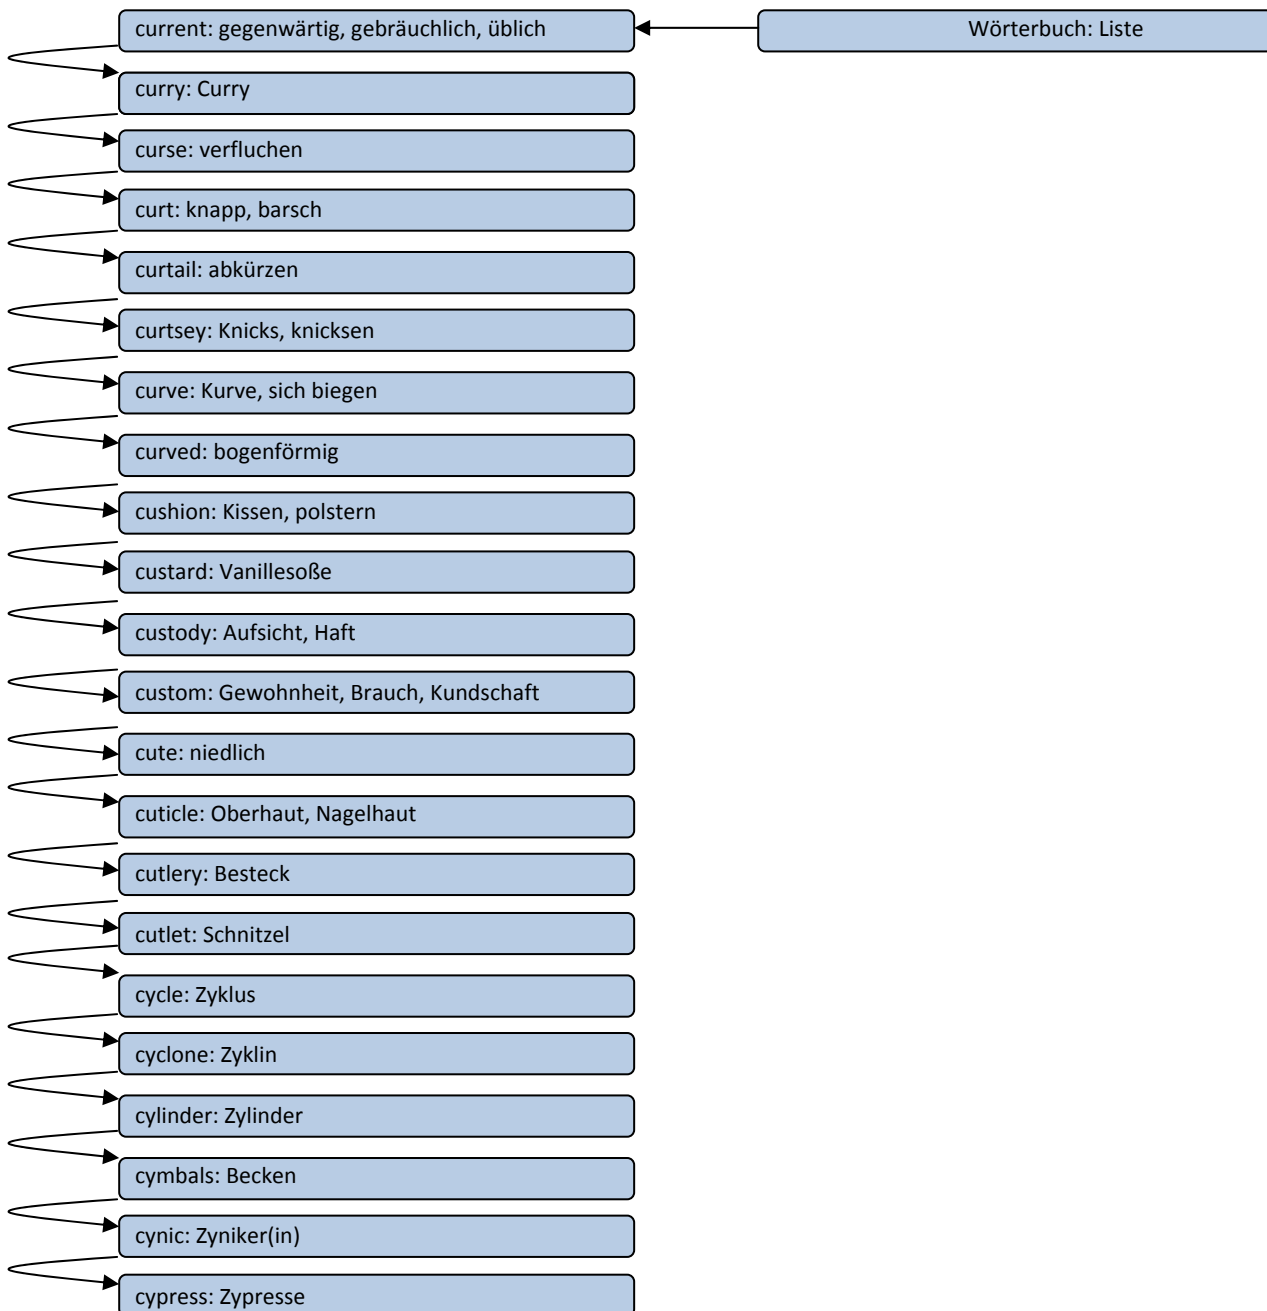 current: gegenwärtig, gebräuchlich, üblich
Wörterbuch: Liste
curry: Curry
curse: verfluchen
curt: knapp, barsch
curtail: abkürzen
curtsey: Knicks, knicksen
curve: Kurve, sich biegen
curved: bogenförmig
cushion: Kissen, polstern
custard: Vanillesoße
custody: Aufsicht, Haft
custom: Gewohnheit, Brauch, Kundschaft
cute: niedlich
cuticle: Oberhaut, Nagelhaut
cutlery: Besteck
cutlet: Schnitzel
cycle: Zyklus
cyclone: Zyklin
cylinder: Zylinder
cymbals: Becken
cynic: Zyniker(in)
cypress: Zypresse